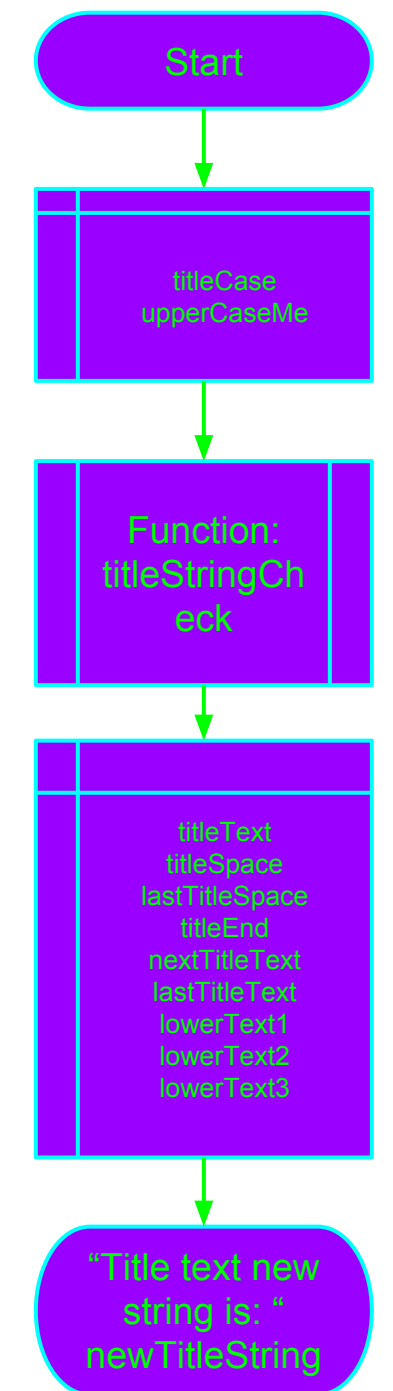 Start
titleCase
upperCaseMe
Function:
titleStringCh
eck
titleText
titleSpace
lastTitleSpace
titleEnd
nextTitleText
lastTitleText
lowerText1
lowerText2
lowerText3
“Title text new
string is: “
newTitleString